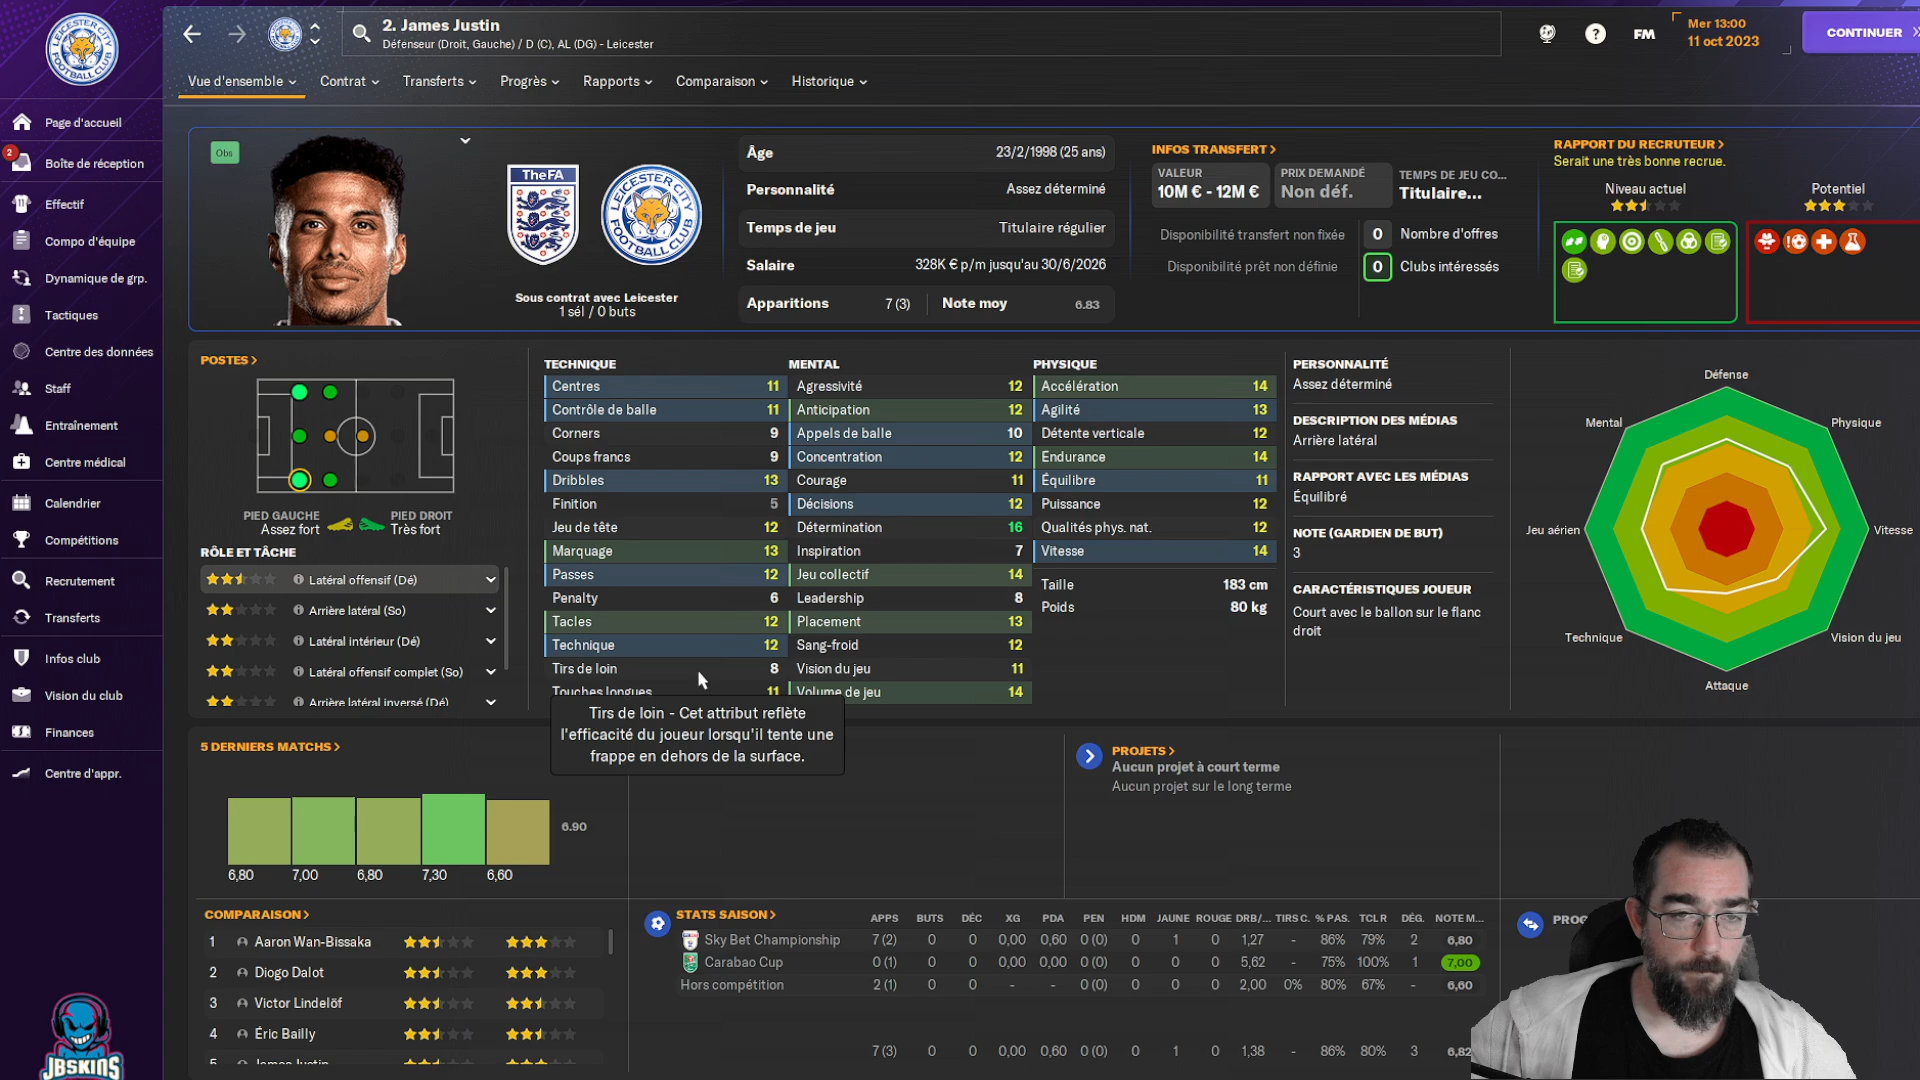 2. James Justin
Défenseur (Droit, Gauche) / D (C), AL (DG) - Leicester
FM
Mer 13:00
11 oct 2023
CONTINUER
Vue d'ensemble
Contrat
Transferts
Progrès
Rapports
Comparaison
Historique
LEICESTER CITY
FOOTBALL CLUB
Page d'accueil
2
Boîte de réception
Effectif
Compo d'équipe
Dynamique de grp.
Tactiques
Centre des données
Staff
Entraînement
Centre médical
Calendrier
Compétitions
Recrutement
Transferts
Infos club
Vision du club
Finances
Centre d'appr.
JBSKINS
Obs
TheFA
LEICESTER CITY
FOOTBALL CLUB
Sous contrat avec Leicester
1 sél / 0 buts
Âge 23/2/1998 (25 ans)
Personnalité Assez déterminé
Temps de jeu Titulaire régulier
Salaire 328K € p/m jusqu'au 30/6/2026
Apparitions 7 (3) Note moy 6.83
INFOS TRANSFERT
VALEUR
10M € - 12M €
PRIX DEMANDÉ
Non déf.
TEMPS DE JEU CO...
Titulaire...
Disponibilité transfert non fixée
0 Nombre d'offres
Disponibilité prêt non définie
0 Clubs intéressés
RAPPORT DU RECRUTEUR
Serait une très bonne recrue.
Niveau actuel
Potentiel
POSTES
PIED GAUCHE
Assez fort
PIED DROIT
Très fort
RÔLE ET TÂCHE
Latéral offensif (Dé)
Arrière latéral (So)
Latéral intérieur (Dé)
Latéral offensif complet (So)
Arrière latéral inversé (Dé)
TECHNIQUE
Centres 11
Contrôle de balle 11
Corners 9
Coups francs 9
Dribbles 13
Finition 5
Jeu de tête 12
Marquage 13
Passes 12
Penalty 6
Tacles 12
Technique 12
Tirs de loin 8
Touches longues 11
MENTAL
Agressivité 12
Anticipation 12
Appels de balle 10
Concentration 12
Courage 11
Décisions 12
Détermination 16
Inspiration 7
Jeu collectif 14
Leadership 8
Placement 13
Sang-froid 12
Vision du jeu 11
Volume de jeu 14
PHYSIQUE
Accélération 14
Agilité 13
Détente verticale 12
Endurance 14
Équilibre 11
Puissance 12
Qualités phys. nat. 12
Vitesse 14
Taille 183 cm
Poids 80 kg
Tirs de loin - Cet attribut reflète
l'efficacité du joueur lorsqu'il tente une
frappe en dehors de la surface.
PERSONNALITÉ
Assez déterminé
DESCRIPTION DES MÉDIAS
Arrière latéral
RAPPORT AVEC LES MÉDIAS
Équilibré
NOTE (GARDIEN DE BUT)
3
CARACTÉRISTIQUES JOUEUR
Court avec le ballon sur le flanc
droit
Défense
Mental
Physique
Jeu aérien
Vitesse
Technique
Vision du jeu
Attaque
5 DERNIERS MATCHS
6.90
6,80 7,00 6,80 7,30 6,60
PROJETS
Aucun projet à court terme
Aucun projet sur le long terme
COMPARAISON
1 Aaron Wan-Bissaka
2 Diogo Dalot
3 Victor Lindelöf
4 Éric Bailly
5 James Justin
STATS SAISON
APPS BUTS DÉC XG PDA PEN HDM JAUNE ROUGE DRB/... TIRS C. % PAS. TCL R DÉG. NOTE M...
Sky Bet Championship 7 (2) 0 0 0,00 0,60 0 (0) 0 1 0 1,27 - 86% 79% 2 6,80
Carabao Cup 0 (1) 0 0 0,00 0,00 0 (0) 0 0 0 5,62 - 75% 100% 1 7,00
Hors compétition 2 (1) 0 0 - - 0 (0) 0 0 0 2,00 0% 80% 67% - 6,60
7 (3) 0 0 0,00 0,60 0 (0) 0 1 0 1,38 - 86% 80% 3 6,82